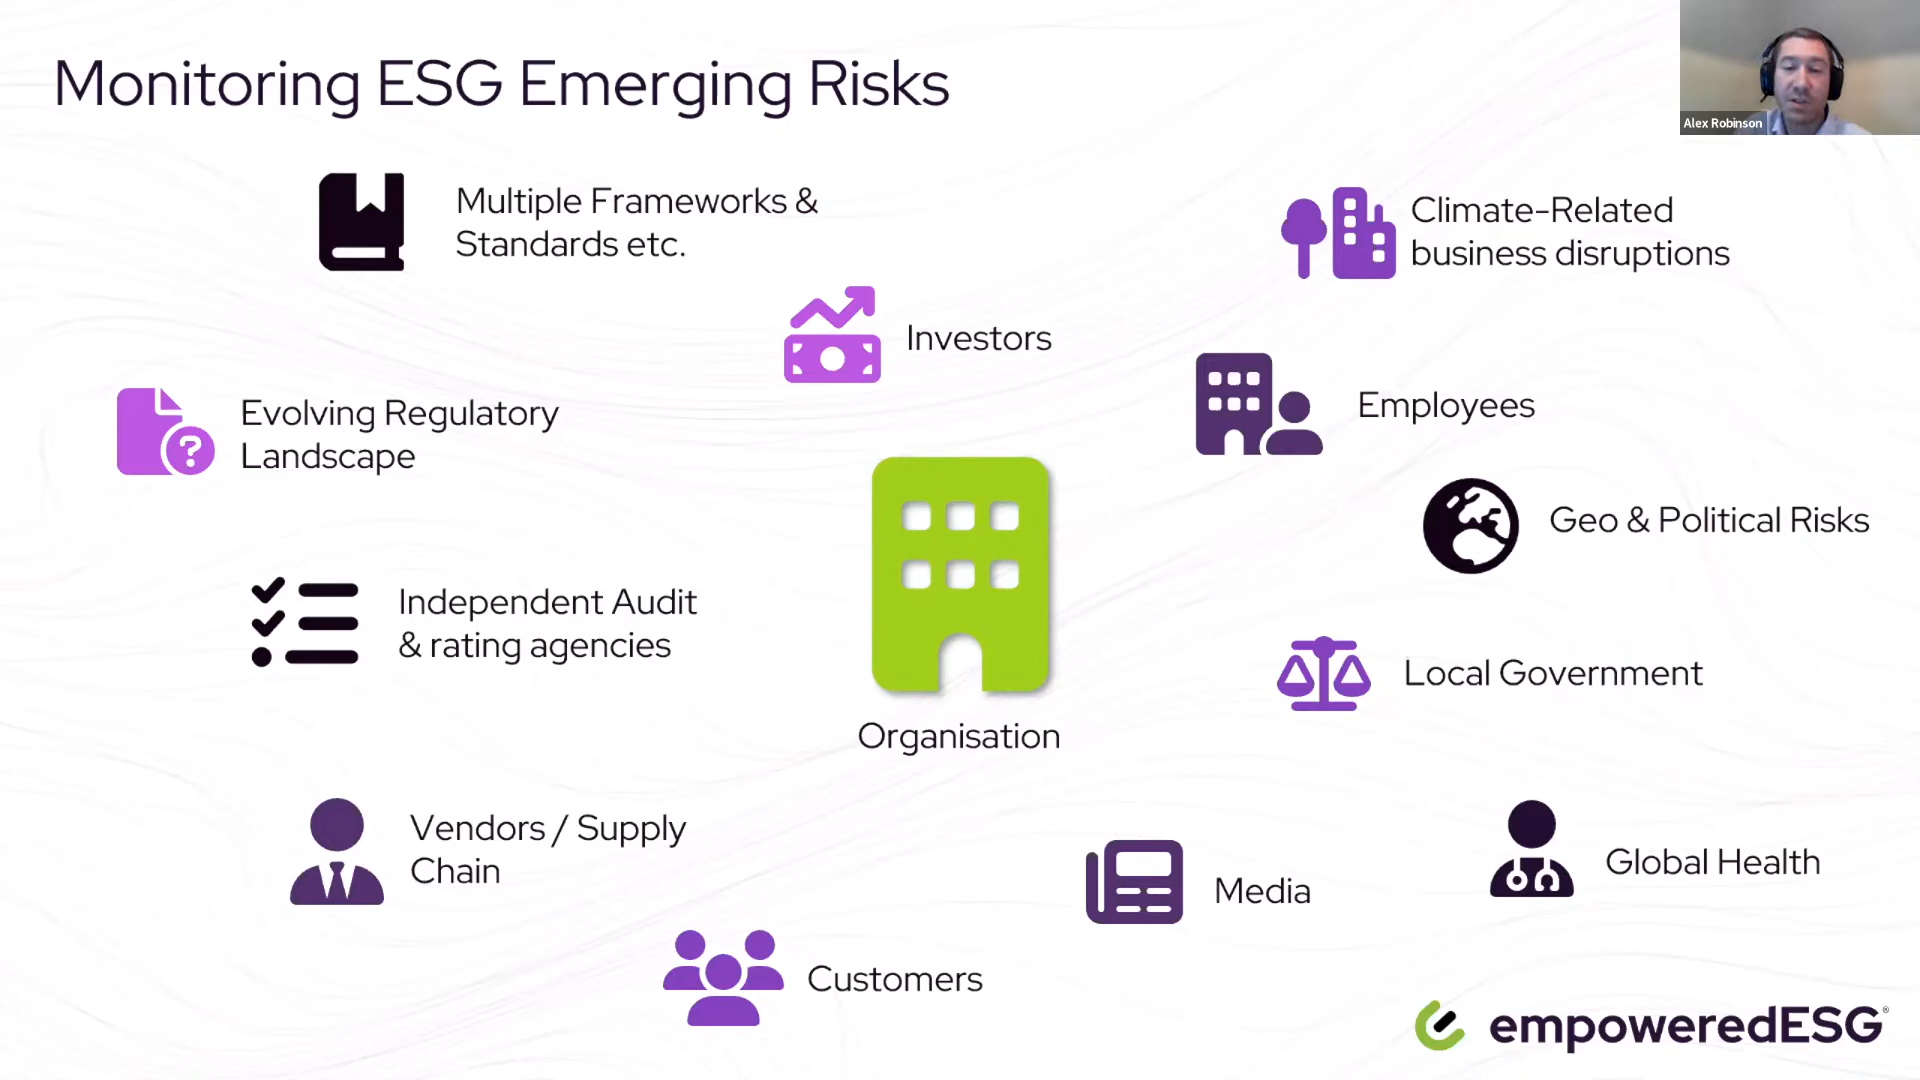 Monitoring ESG Emerging Risks
Alex Robinson
Multiple Frameworks &
Standards etc.
Climate-Related
business disruptions
Investors
Employees
Evolving Regulatory
Landscape
?
Geo & Political Risks
Independent Audit
& rating agencies
Local Government
Organisation
Vendors / Supply
Chain
Global Health
Media
Customers
empoweredESG®